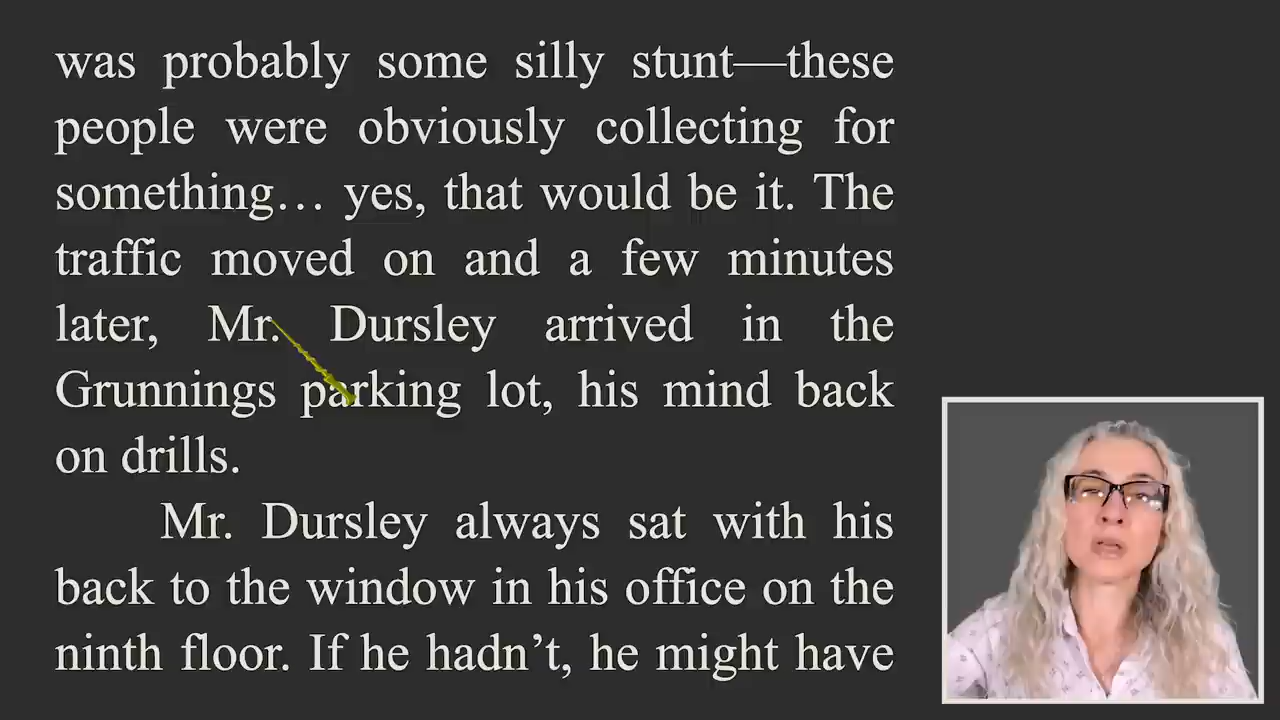 was probably some silly stunt—these
people were obviously collecting for
something… yes, that would be it. The
traffic moved on and a few minutes
later, Mr. Dursley arrived in the
Grunnings parking lot, his mind back
on drills.
Mr. Dursley always sat with his
back to the window in his office on the
ninth floor. If he hadn’t, he might have